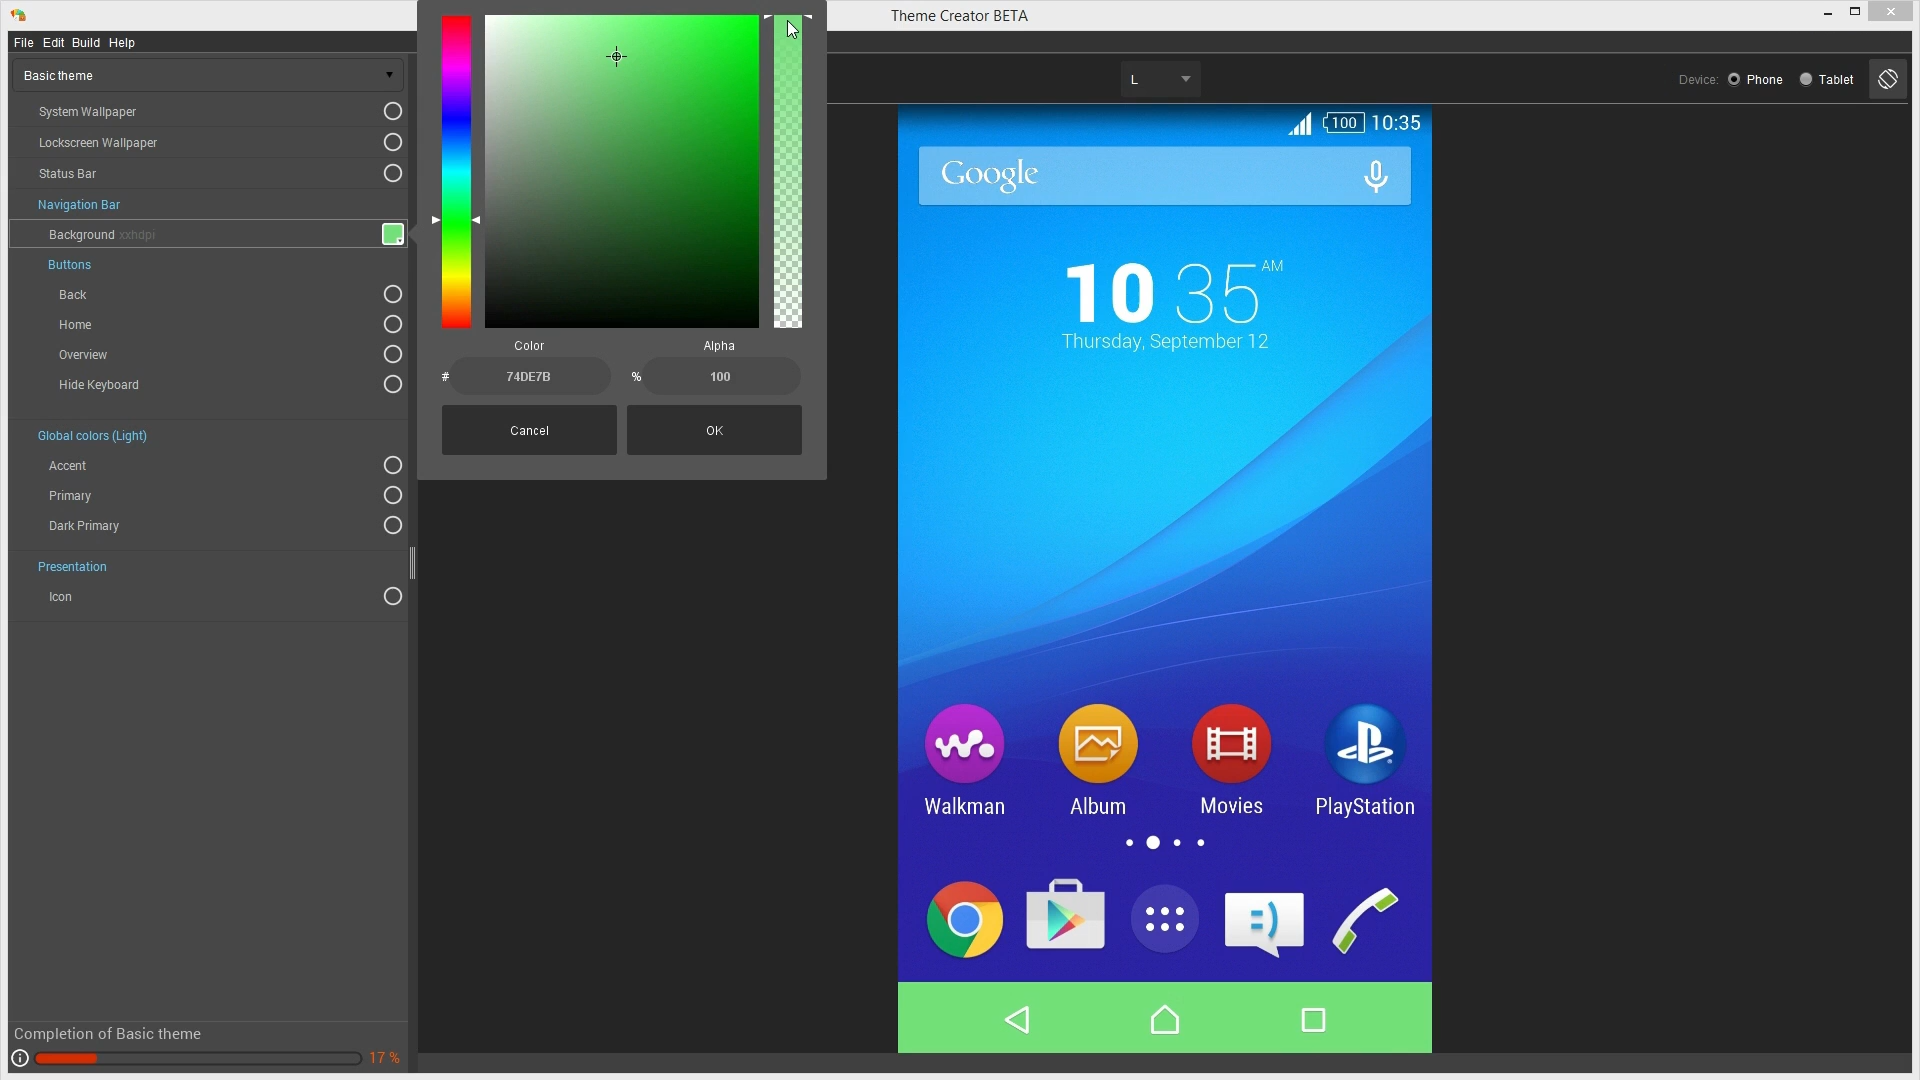 Theme Creator BETA
File Edit Build Help
Basic theme
System Wallpaper
Lockscreen Wallpaper
Status Bar
Navigation Bar
Background xxhdpi
Buttons
Back
Home
Overview
Hide Keyboard
Global colors (Light)
Accent
Primary
Dark Primary
Presentation
Icon
Completion of Basic theme
17 %
Color Alpha
# 74DE7B % 100
Cancel OK
L
Device: Phone Tablet
100 10:35
Google
10 35 AM
Thursday, September 12
Walkman Album Movies PlayStation